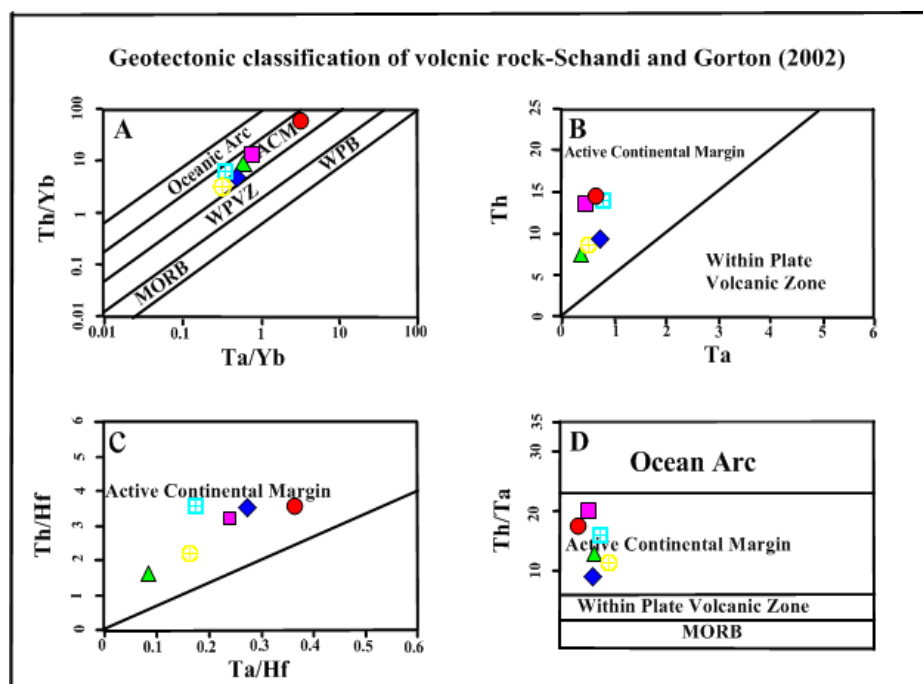 Geotectonic classification of volcnic rock-Schandi and Gorton (2002)
A
Th/Yb
100
10
1
0.1
0.01
Oceanic Arc
ACM
WPVZ
WPB
MORB
0.01
0.1
1
10
100
Ta/Yb
B
Th
25
20
15
10
5
0
Active Continental Margin
Within Plate
Volcanic Zone
0
1
2
3
4
5
6
Ta
C
Th/Hf
6
5
4
3
2
1
0
Active Continental Margin
0
0.1
0.2
0.3
0.4
0.5
0.6
Ta/Hf
D
Th/Ta
35
30
20
10
Ocean Arc
Active Continental Margin
Within Plate Volcanic Zone
MORB